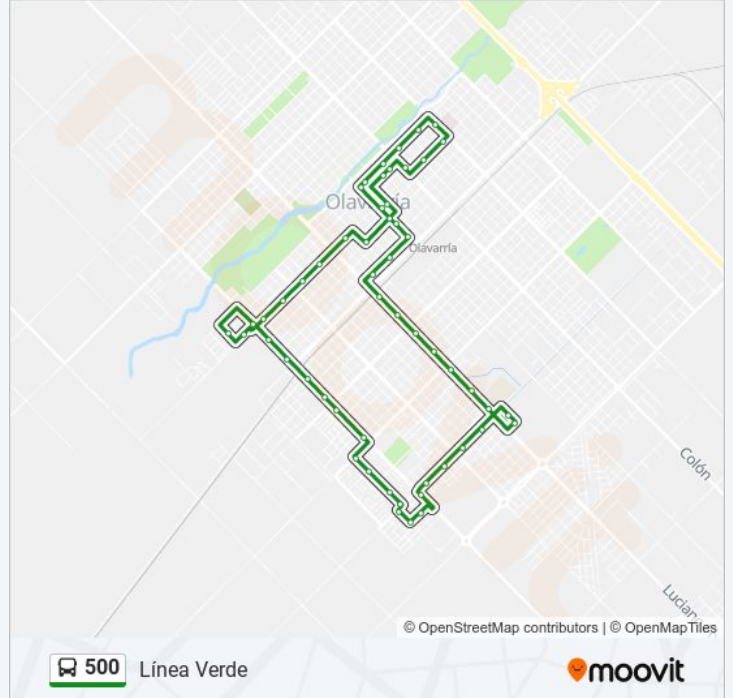 Olavarría
Olavarría
Colón
Lucian
© OpenStreetMap contributors | © OpenMapTiles
500 Línea Verde
moovit